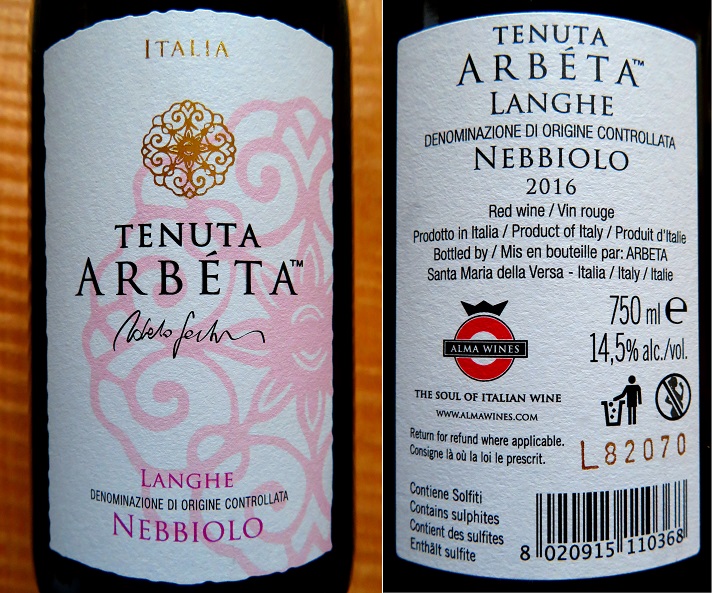 ITALIA
TENUTA
ARBÉTA™
LANGHE
DENOMINAZIONE DI ORIGINE CONTROLLATA
NEBBIOLO
TENUTA
ARBÉTA™
LANGHE
DENOMINAZIONE DI ORIGINE CONTROLLATA
NEBBIOLO
2016
Red wine / Vin rouge
Prodotto in Italia / Product of Italy / Produit d'Italie
Bottled by / Mis en bouteille par: ARBETA
Santa Maria della Versa - Italia / Italy / Italie
750 ml e
14,5% alc./vol.
ALMA WINES
THE SOUL OF ITALIAN WINE
WWW.ALMAWINES.COM
Return for refund where applicable.
Consigne là où la loi le prescrit.
L82070
Contiene Solfiti
Contains sulphites
Contient des sulfites
Enthält sulfite
8 020915 110368